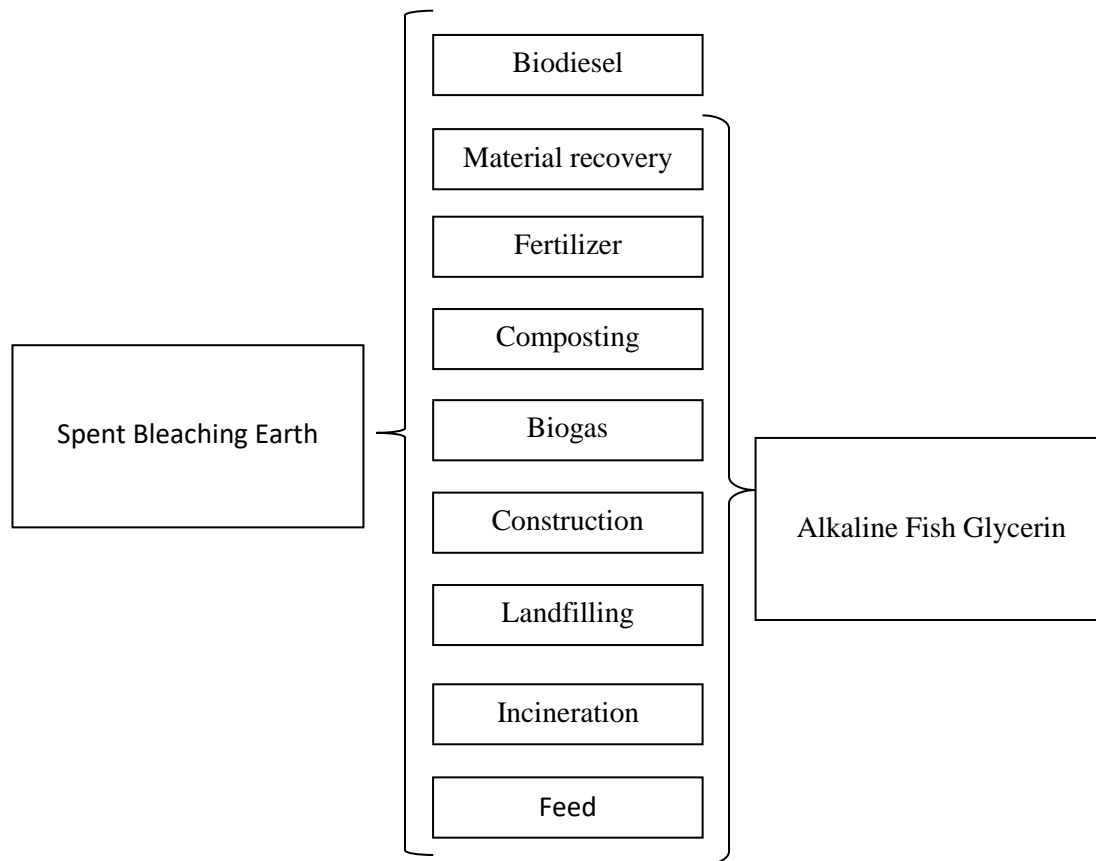 Biodiesel
Material recovery
Fertilizer
Composting
Spent Bleaching Earth
Biogas
Construction
Alkaline Fish Glycerin
Landfilling
Incineration
Feed